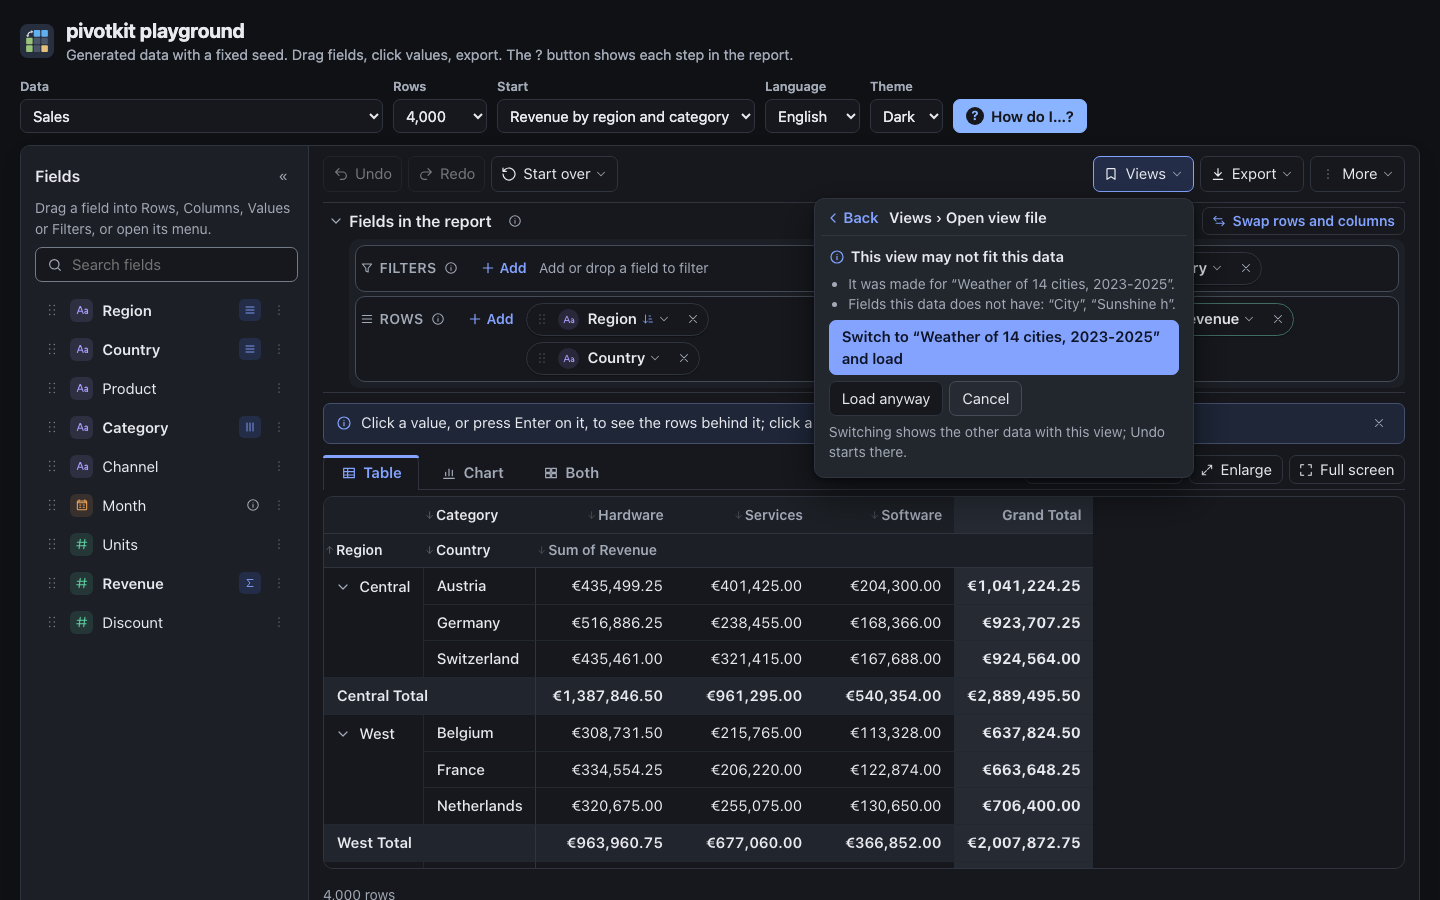 pivotkit playground
Generated data with a fixed seed. Drag fields, click values, export. The ? button shows each step in the report.
Data
Rows
Start
Language
Theme
Sales
4,000
Revenue by region and category
English
Dark
? How do I...?
Fields
«
Drag a field into Rows, Columns, Values
or Filters, or open its menu.
Search fields
Aa Region
Aa Country
Aa Product
Aa Category
Aa Channel
Month
# Units
# Revenue Σ
# Discount
Undo
Redo
Start over
Views
Export
More
Fields in the report
Swap rows and columns
FILTERS
+ Add
Add or drop a field to filter
ROWS
+ Add
Aa Region
Aa Country
ry
evenue
Back
Views › Open view file
This view may not fit this data
• It was made for “Weather of 14 cities, 2023-2025”.
• Fields this data does not have: “City”, “Sunshine h”.
Switch to “Weather of 14 cities, 2023-2025”
and load
Load anyway
Cancel
Switching shows the other data with this view; Undo
starts there.
Click a value, or press Enter on it, to see the rows behind it; click a
Table
Chart
Both
Enlarge
Full screen
↓ Category ↓ Hardware ↓ Services ↓ Software Grand Total
↑ Region ↓ Country ↓ Sum of Revenue
Central Austria €435,499.25 €401,425.00 €204,300.00 €1,041,224.25
Germany €516,886.25 €238,455.00 €168,366.00 €923,707.25
Switzerland €435,461.00 €321,415.00 €167,688.00 €924,564.00
Central Total €1,387,846.50 €961,295.00 €540,354.00 €2,889,495.50
West Belgium €308,731.50 €215,765.00 €113,328.00 €637,824.50
France €334,554.25 €206,220.00 €122,874.00 €663,648.25
Netherlands €320,675.00 €255,075.00 €130,650.00 €706,400.00
West Total €963,960.75 €677,060.00 €366,852.00 €2,007,872.75
4,000 rows